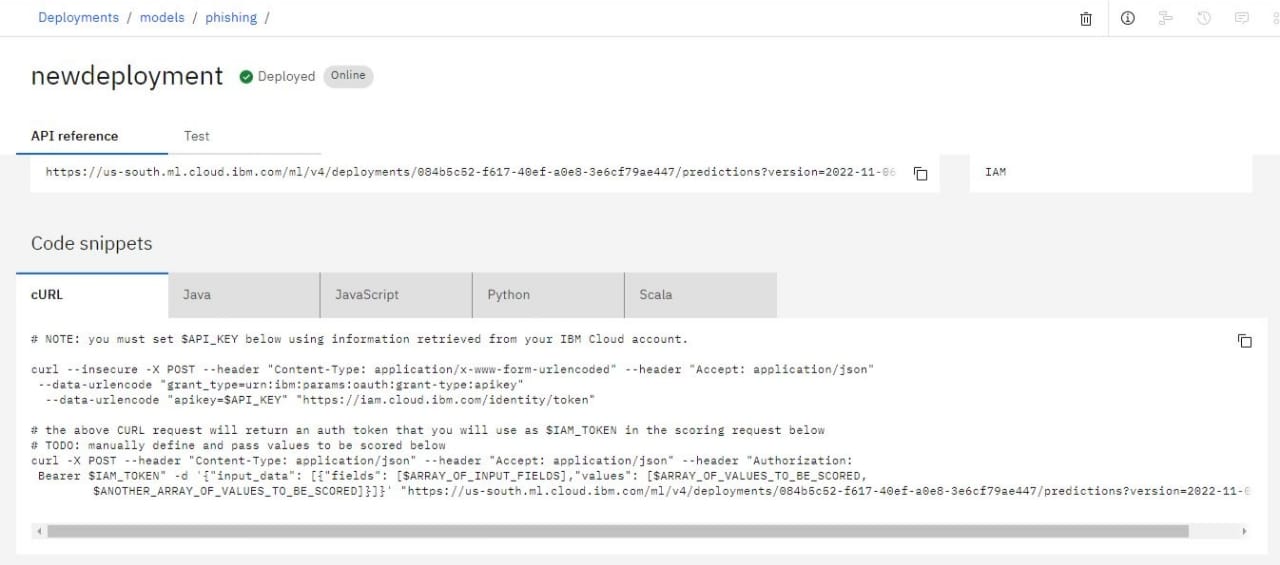 Deployments / models / phishing /
newdeployment Deployed Online
API reference Test
https://us-south.ml.cloud.ibm.com/ml/v4/deployments/084b5c52-f617-40ef-a0e8-3e6cf79ae447/predictions?version=2022-11-06 IAM
Code snippets
cURL Java JavaScript Python Scala
# NOTE: you must set $API_KEY below using information retrieved from your IBM Cloud account.
curl --insecure -X POST --header "Content-Type: application/x-www-form-urlencoded" --header "Accept: application/json"
--data-urlencode "grant_type=urn:ibm:params:oauth:grant-type:apikey"
--data-urlencode "apikey=$API_KEY" "https://iam.cloud.ibm.com/identity/token"
# the above CURL request will return an auth token that you will use as $IAM_TOKEN in the scoring request below
# TODO: manually define and pass values to be scored below
curl -X POST --header "Content-Type: application/json" --header "Accept: application/json" --header "Authorization:
Bearer $IAM_TOKEN" -d '{"input_data": [{"fields": [$ARRAY_OF_INPUT_FIELDS],"values": [$ARRAY_OF_VALUES_TO_BE_SCORED,
$ANOTHER_ARRAY_OF_VALUES_TO_BE_SCORED]}]}' "https://us-south.ml.cloud.ibm.com/ml/v4/deployments/084b5c52-f617-40ef-a0e8-3e6cf79ae447/predictions?version=2022-11-0